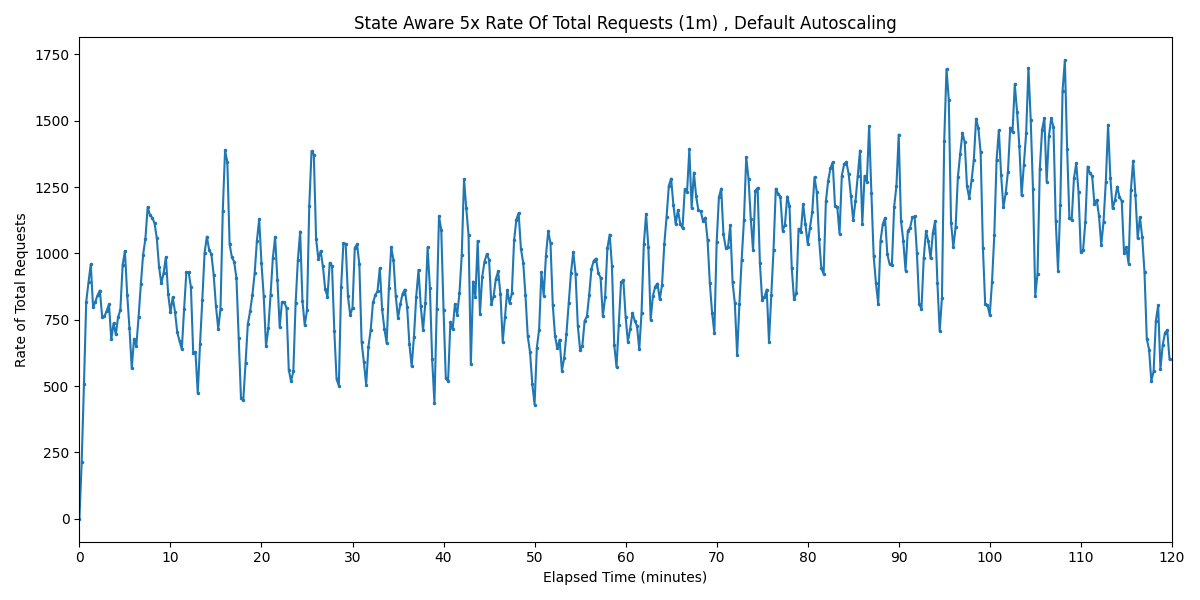 State Aware 5x Rate Of Total Requests (1m) , Default Autoscaling
Rate of Total Requests
1750
1500
1250
1000
750
500
250
0
0 10 20 30 40 50 60 70 80 90 100 110 120
Elapsed Time (minutes)